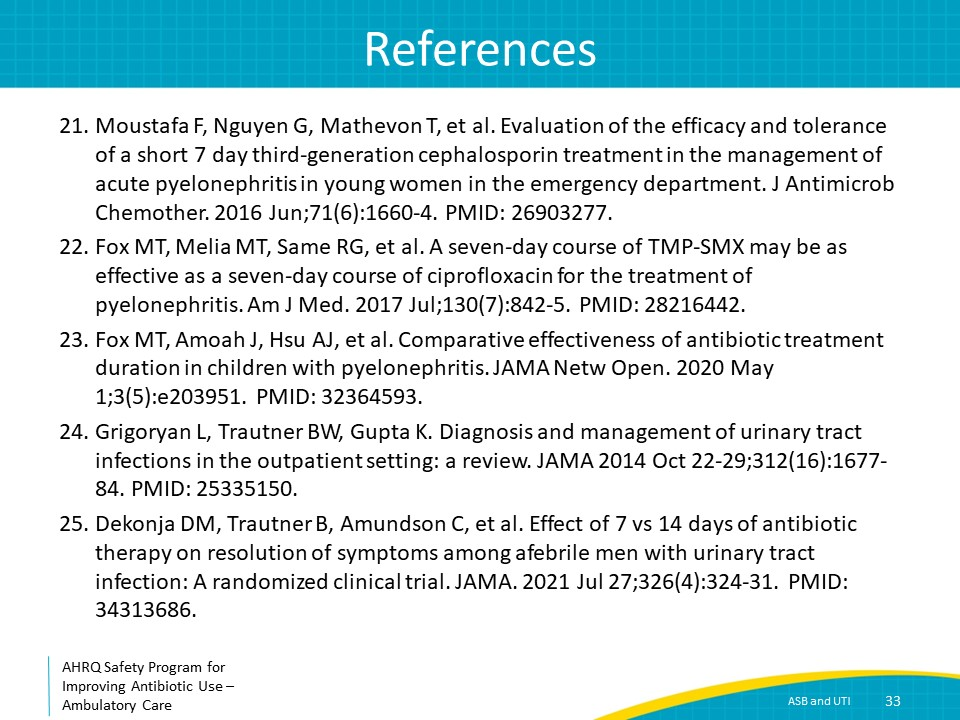 References
21. Moustafa F, Nguyen G, Mathevon T, et al. Evaluation of the efficacy and tolerance
of a short 7 day third-generation cephalosporin treatment in the management of
acute pyelonephritis in young women in the emergency department. J Antimicrob
Chemother. 2016 Jun;71(6):1660-4. PMID: 26903277.
22. Fox MT, Melia MT, Same RG, et al. A seven-day course of TMP-SMX may be as
effective as a seven-day course of ciprofloxacin for the treatment of
pyelonephritis. Am J Med. 2017 Jul;130(7):842-5. PMID: 28216442.
23. Fox MT, Amoah J, Hsu AJ, et al. Comparative effectiveness of antibiotic treatment
duration in children with pyelonephritis. JAMA Netw Open. 2020 May
1;3(5):e203951. PMID: 32364593.
24. Grigoryan L, Trautner BW, Gupta K. Diagnosis and management of urinary tract
infections in the outpatient setting: a review. JAMA 2014 Oct 22-29;312(16):1677-
84. PMID: 25335150.
25. Dekonja DM, Trautner B, Amundson C, et al. Effect of 7 vs 14 days of antibiotic
therapy on resolution of symptoms among afebrile men with urinary tract
infection: A randomized clinical trial. JAMA. 2021 Jul 27;326(4):324-31. PMID:
34313686.
AHRQ Safety Program for
Improving Antibiotic Use –
Ambulatory Care
ASB and UTI 33